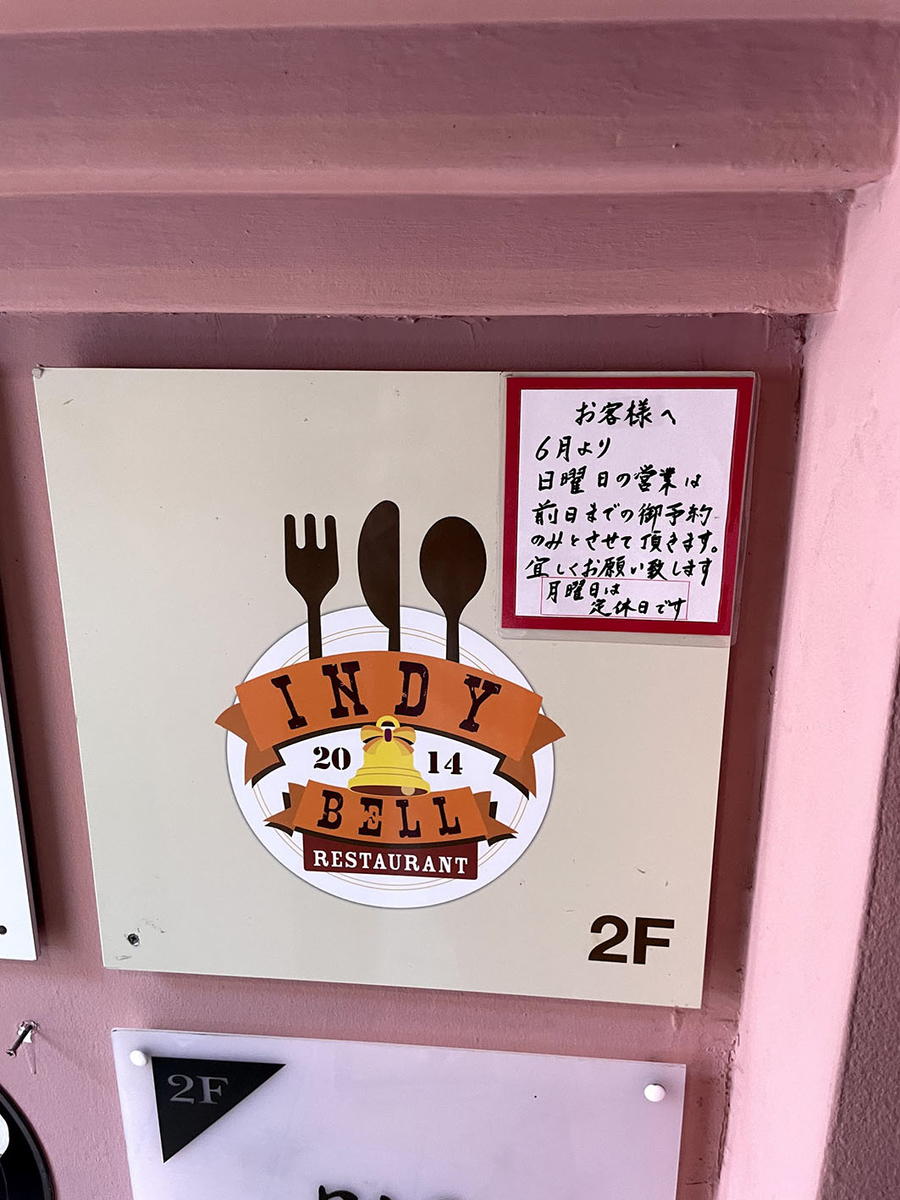 お客様へ
6月より
日曜日の営業は
前日までの御予約
のみとさせて頂きます。
宜しくお願い致します
月曜日は
定休日です
INDY
20 14
BELL
RESTAURANT
2F
2F